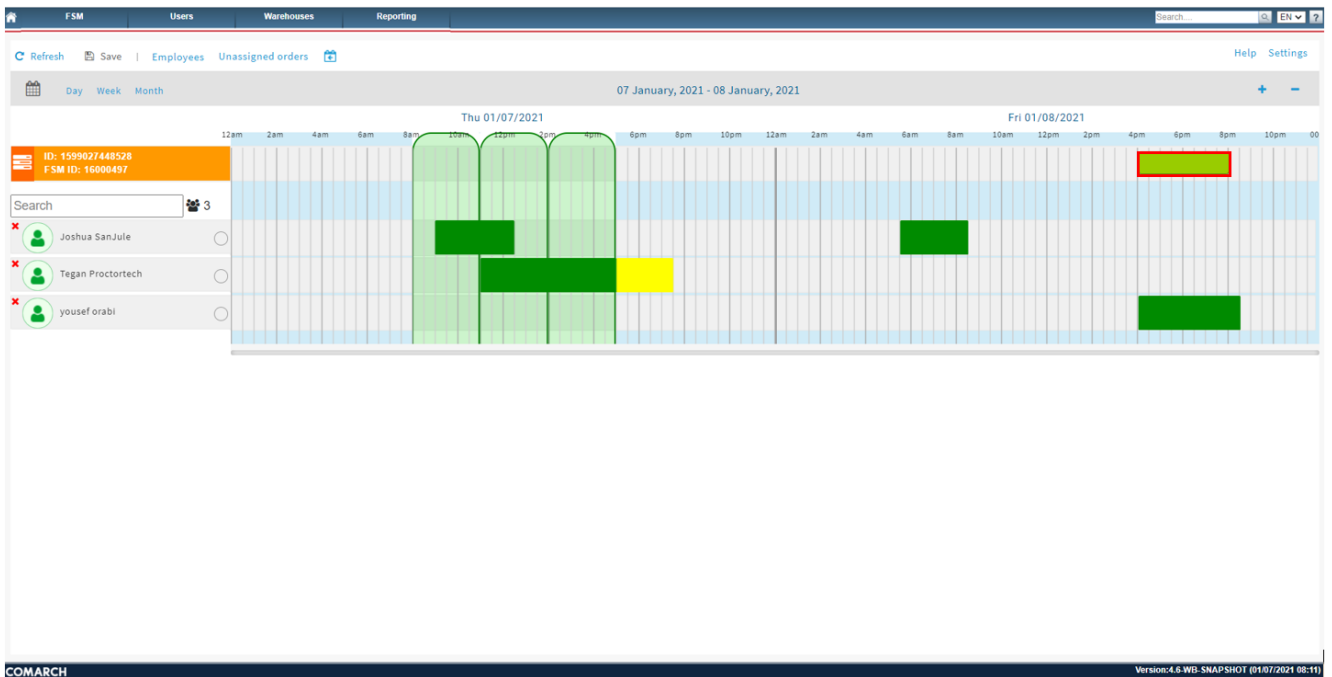 FSM Users Warehouses Reporting Search... EN ?
Refresh Save | Employees Unassigned orders Help Settings
Day Week Month 07 January, 2021 - 08 January, 2021 + -
Thu 01/07/2021 Fri 01/08/2021
12am 2am 4am 6am 8am 10am 12pm 2pm 4pm 6pm 8pm 10pm 12am 2am 4am 6am 8am 10am 12pm 2pm 4pm 6pm 8pm 10pm 00
ID: 1599027448528
FSM ID: 16000497
Search 3
Joshua SanJule
Tegan Proctortech
yousef orabi
COMARCH Version:4.6-WB-SNAPSHOT (01/07/2021 08:11)